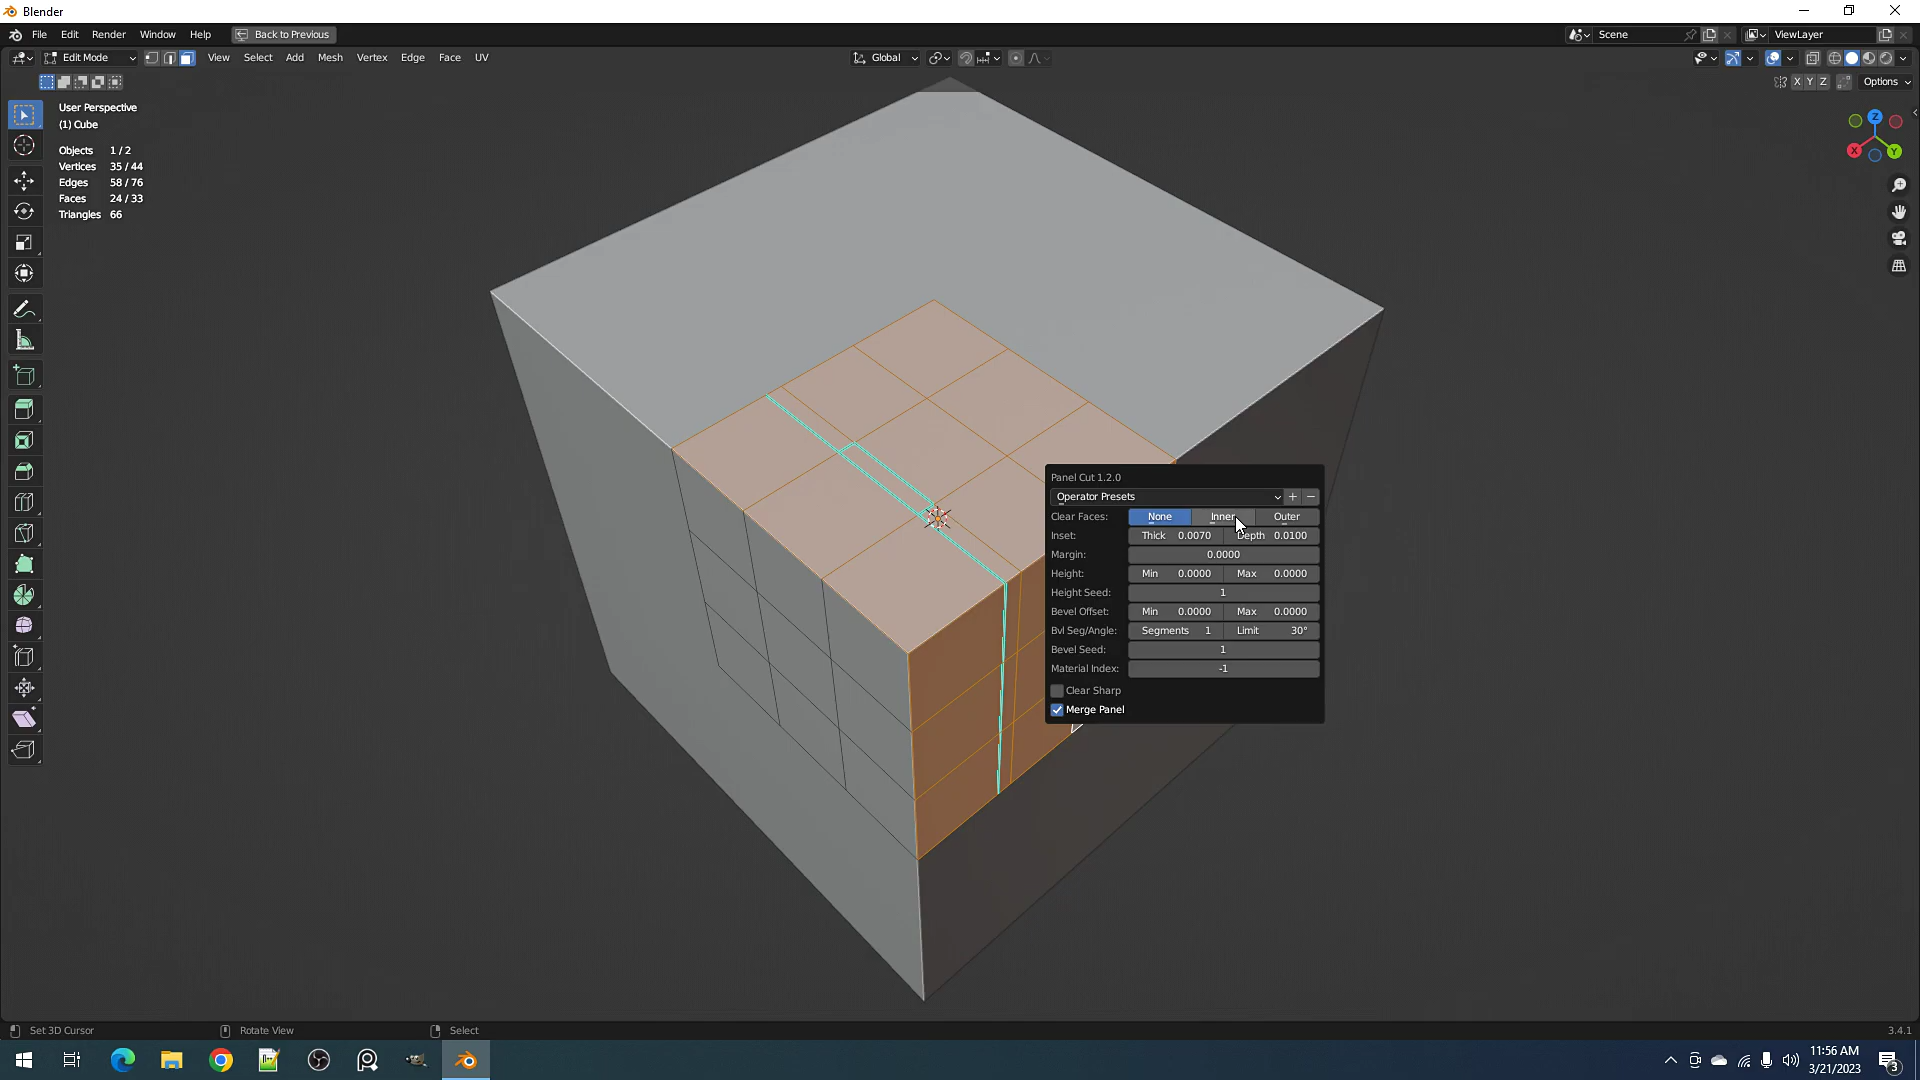 Blender
File Edit Render Window Help Back to Previous Scene ViewLayer
Edit Mode View Select Add Mesh Vertex Edge Face UV Global
X Y Z Options
User Perspective
(1) Cube
Objects 1 / 2
Vertices 35 / 44
Edges 58 / 76
Faces 24 / 33
Triangles 66
Z
X
Y
Panel Cut 1.2.0
Operator Presets
Clear Faces: None Inner Outer
Inset: Thick 0.0070 Depth 0.0100
Margin: 0.0000
Height: Min 0.0000 Max 0.0000
Height Seed: 1
Bevel Offset: Min 0.0000 Max 0.0000
Bvl Seg/Angle: Segments 1 Limit 30°
Bevel Seed: 1
Material Index: -1
Clear Sharp
Merge Panel
Set 3D Cursor Rotate View Select 3.4.1
11:56 AM
3/21/2023
3